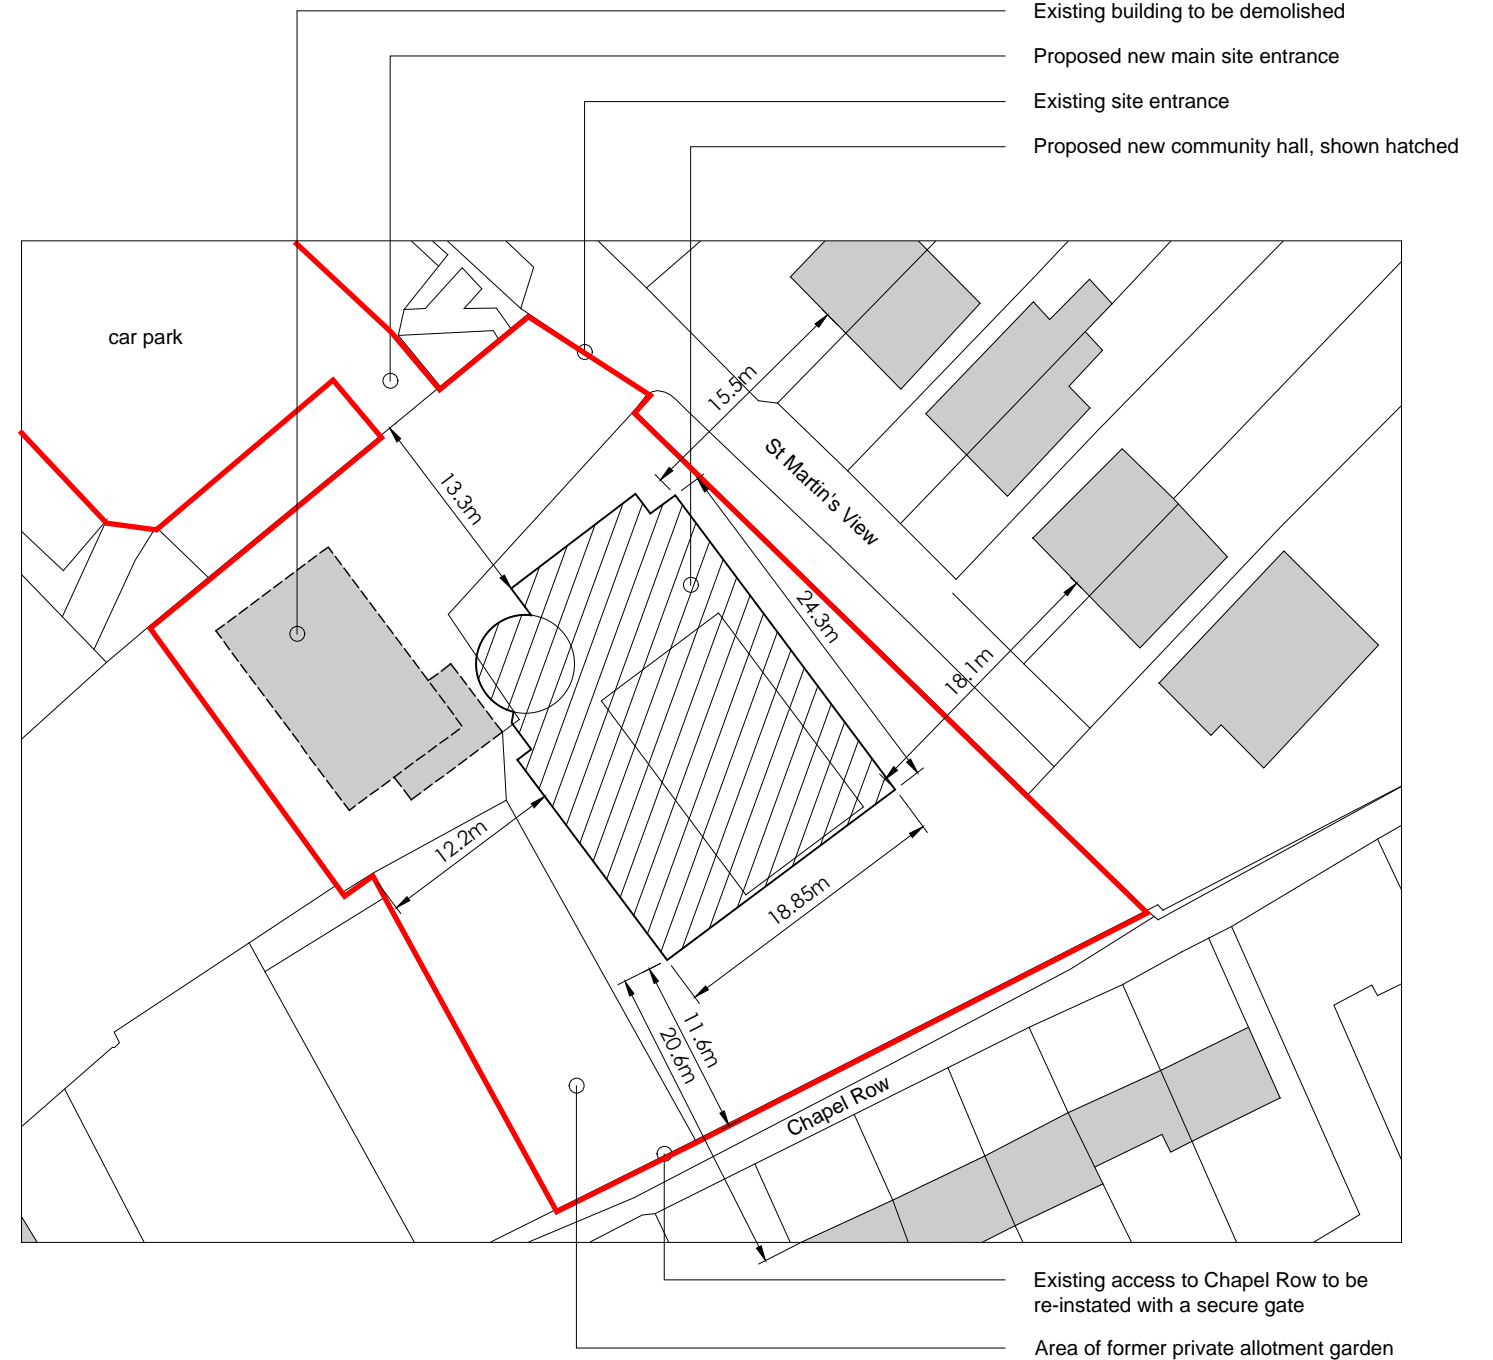 Existing building to be demolished
Proposed new main site entrance
Existing site entrance
Proposed new community hall, shown hatched
car park
15.5m
St Martin's View
13.3m
24.3m
18.1m
12.2m
18.85m
11.6m
20.6m
Chapel Row
Existing access to Chapel Row to be
re-instated with a secure gate
Area of former private allotment garden